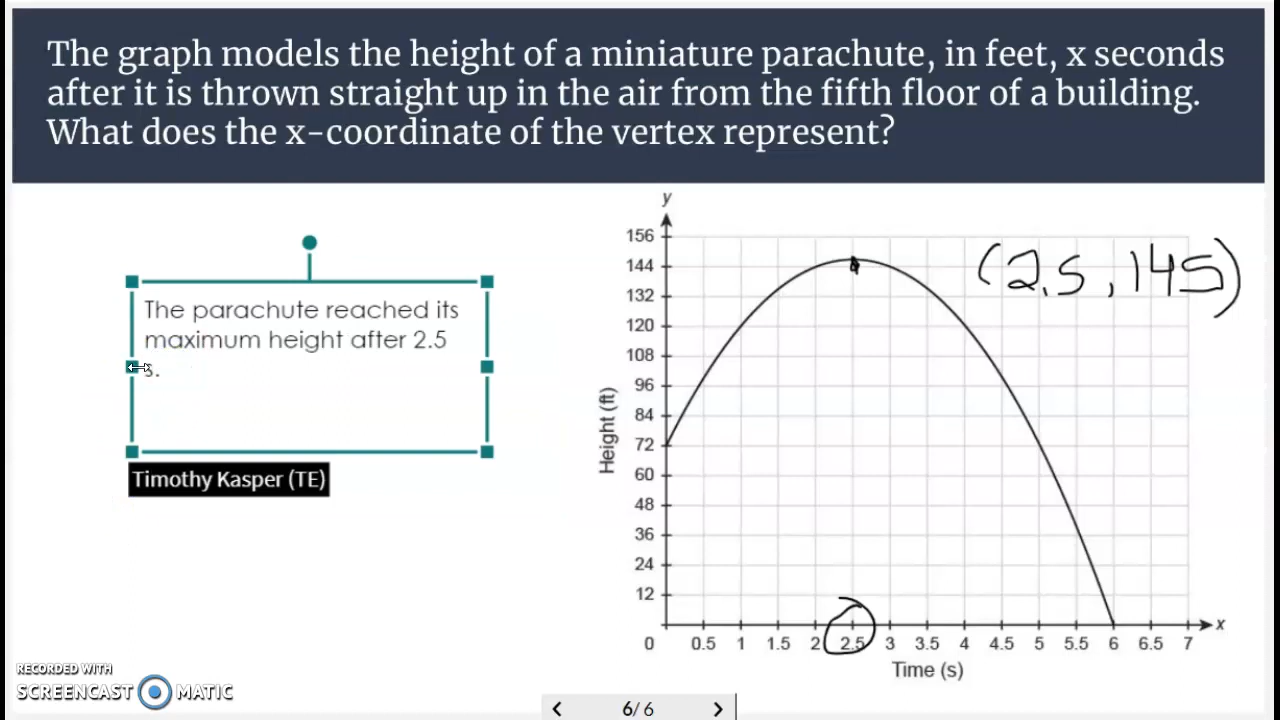 The graph models the height of a miniature parachute, in feet, x seconds
after it is thrown straight up in the air from the fifth floor of a building.
What does the x-coordinate of the vertex represent?
The parachute reached its
maximum height after 2.5
s.
Timothy Kasper (TE)
y
156
144
132
120
108
96
84
72
60
48
36
24
12
Height (ft)
(2.5, 145)
0 0.5 1 1.5 2 2.5 3 3.5 4 4.5 5 5.5 6 6.5 7 x
Time (s)
RECORDED WITH
SCREENCAST MATIC
6/ 6